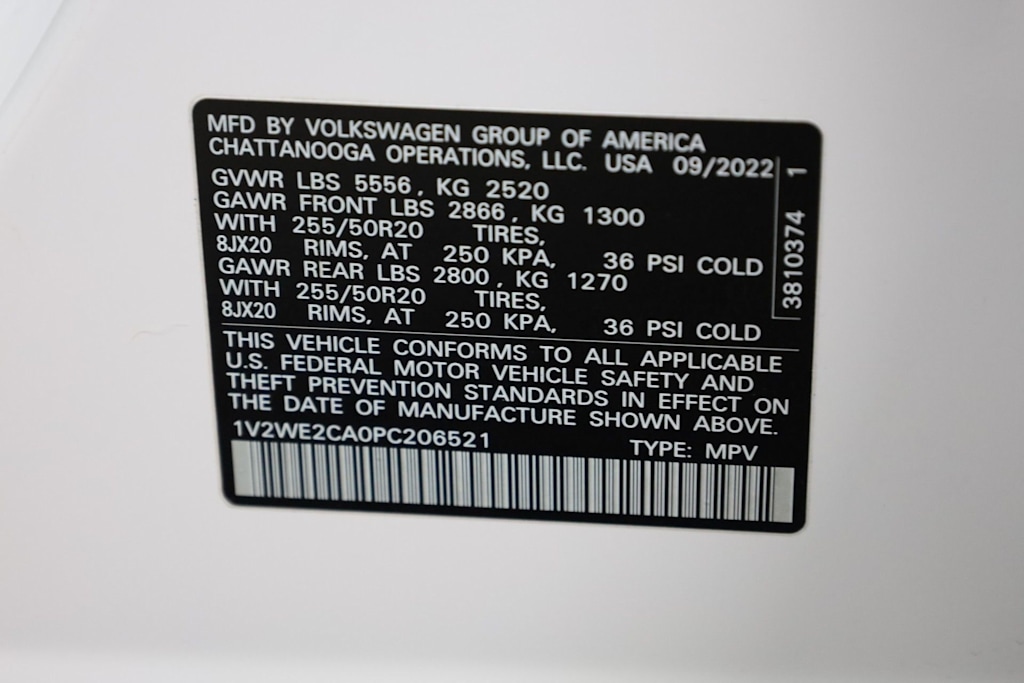 MFD BY VOLKSWAGEN GROUP OF AMERICA
CHATTANOOGA OPERATIONS, LLC. USA 09/2022
GVWR LBS 5556, KG 2520
GAWR FRONT LBS 2866, KG 1300
WITH 255/50R20 TIRES,
8JX20 RIMS, AT 250 KPA, 36 PSI COLD
GAWR REAR LBS 2800, KG 1270
WITH 255/50R20 TIRES,
8JX20 RIMS, AT 250 KPA, 36 PSI COLD
3810374 1
THIS VEHICLE CONFORMS TO ALL APPLICABLE
U.S. FEDERAL MOTOR VEHICLE SAFETY AND
THEFT PREVENTION STANDARDS IN EFFECT ON
THE DATE OF MANUFACTURE SHOWN ABOVE.
1V2WE2CA0PC206521 TYPE: MPV